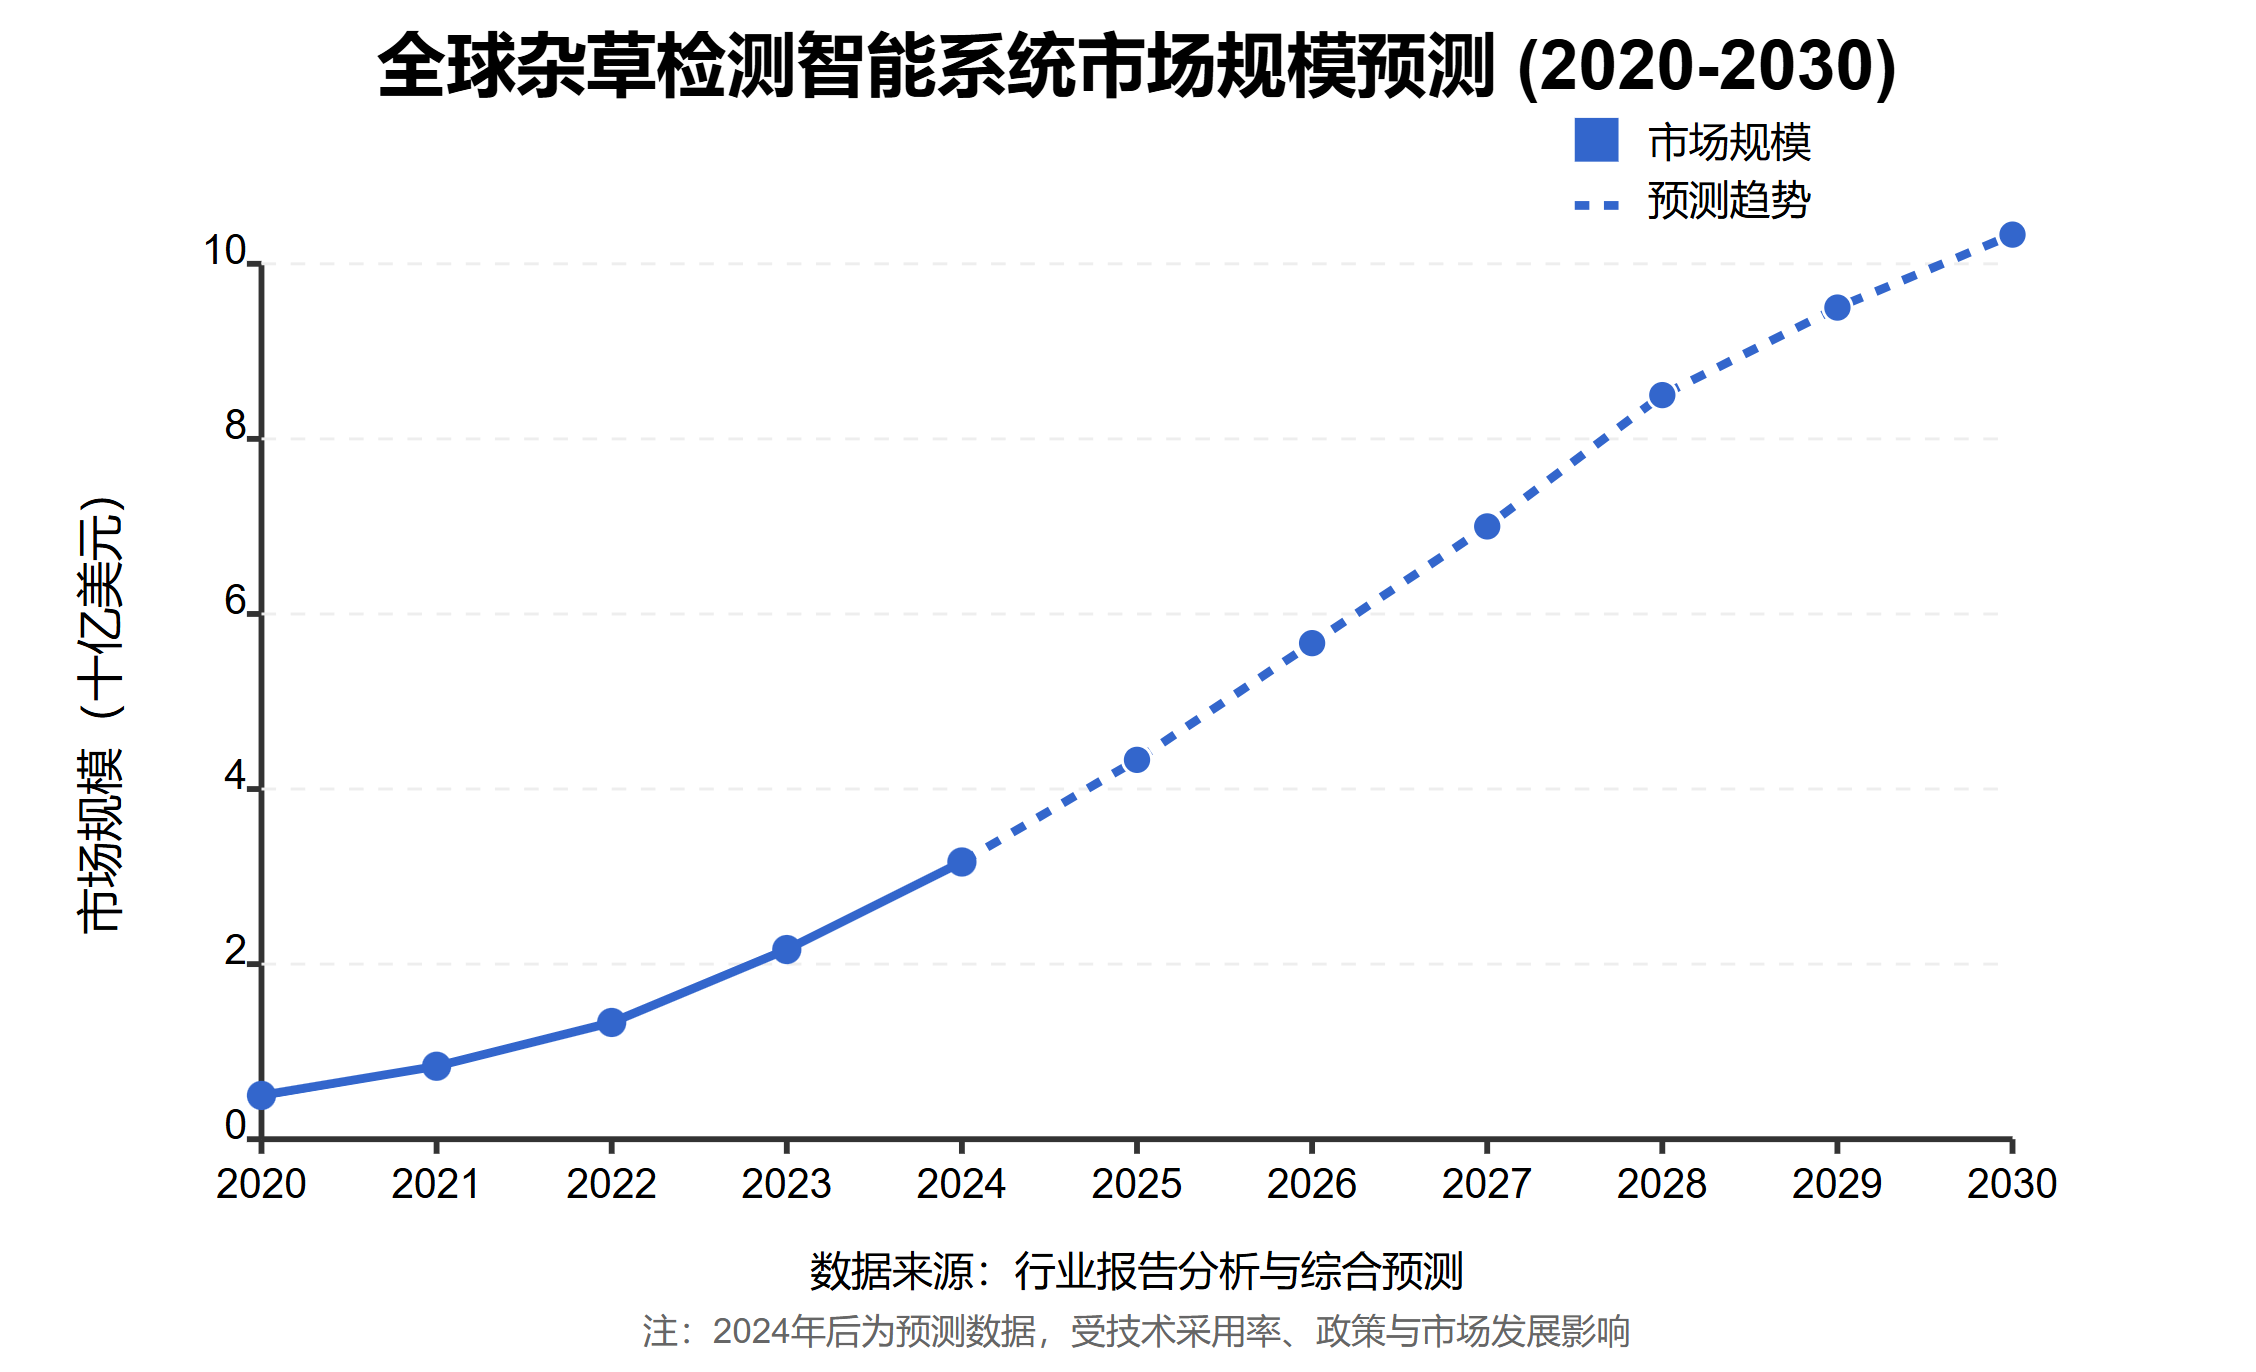 全球杂草检测智能系统市场规模预测 (2020-2030)
市场规模
预测趋势
10
8
6
4
2
0
市场规模（十亿美元）
2020 2021 2022 2023 2024 2025 2026 2027 2028 2029 2030
数据来源：行业报告分析与综合预测
注：2024年后为预测数据，受技术采用率、政策与市场发展影响